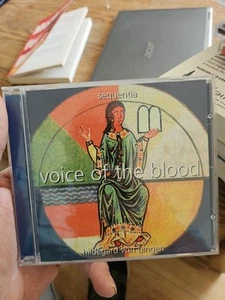 sequentia
voice of the blood
hildegard von bingen